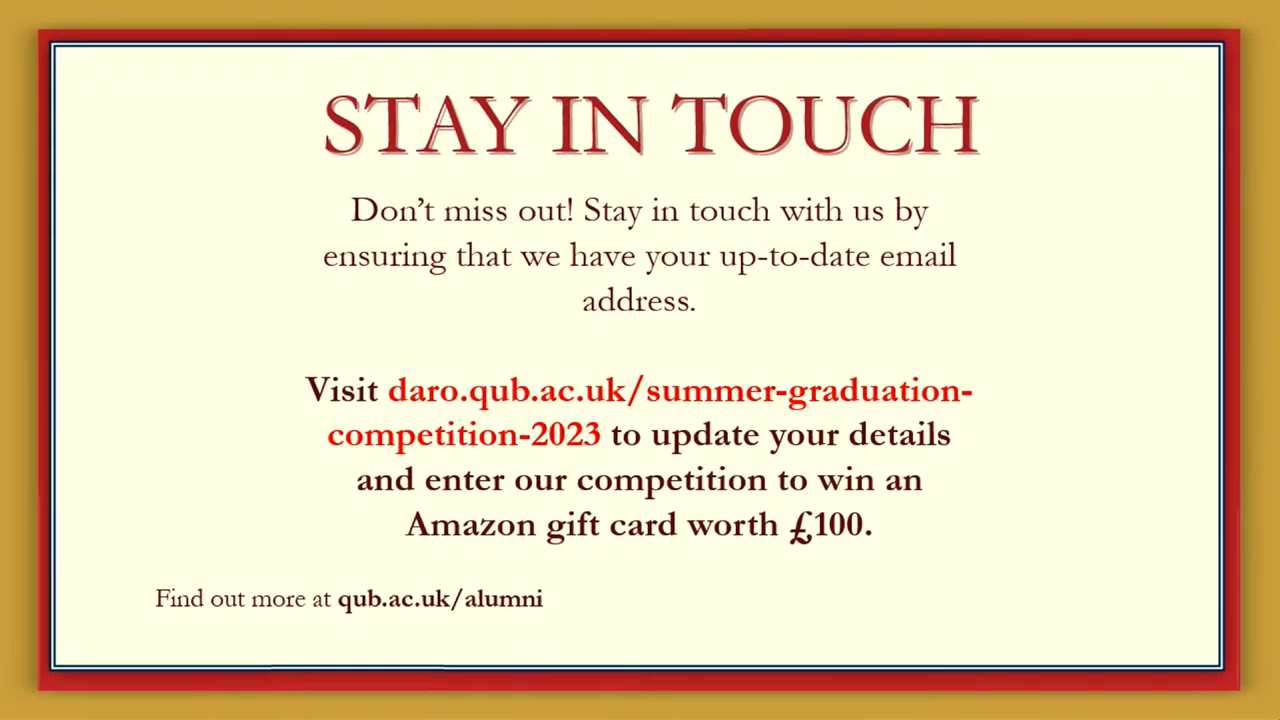 STAY IN TOUCH
Don’t miss out! Stay in touch with us by
ensuring that we have your up-to-date email
address.
Visit daro.qub.ac.uk/summer-graduation-
competition-2023 to update your details
and enter our competition to win an
Amazon gift card worth £100.
Find out more at qub.ac.uk/alumni